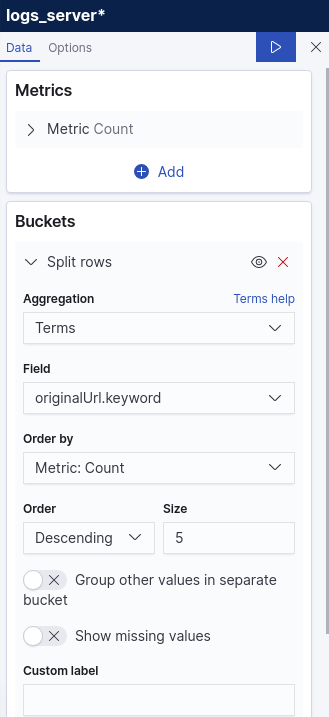 logs_server*
Data Options
Metrics
Metric Count
Add
Buckets
Split rows
Aggregation Terms help
Terms
Field
originalUrl.keyword
Order by
Metric: Count
Order Size
Descending 5
Group other values in separate
bucket
Show missing values
Custom label